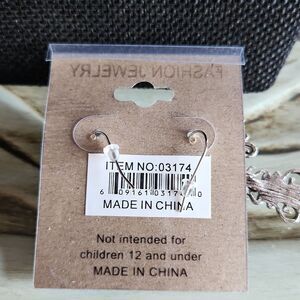 FASHION JEWELRY
ITEM NO:03174
MADE IN CHINA
Not intended for
children 12 and under
MADE IN CHINA